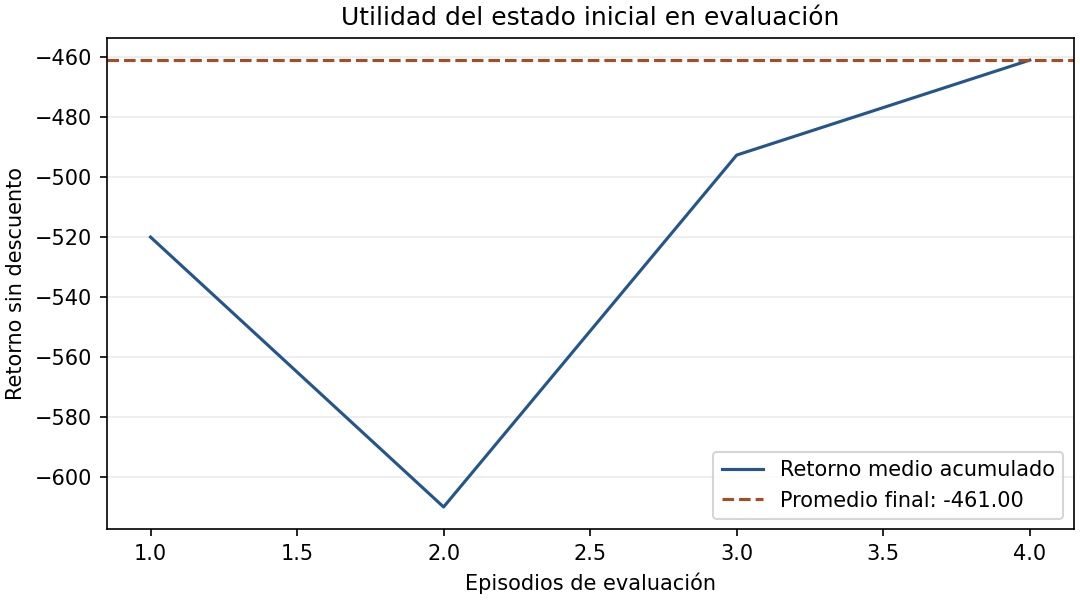 Utilidad del estado inicial en evaluación
Retorno sin descuento
−460
−480
−500
−520
−540
−560
−580
−600
Retorno medio acumulado
Promedio final: -461.00
1.0 1.5 2.0 2.5 3.0 3.5 4.0
Episodios de evaluación